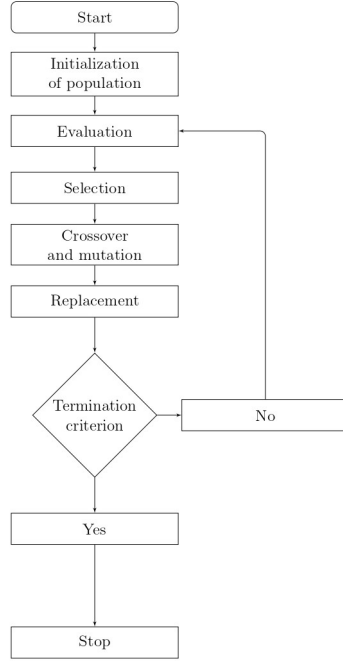 Start
Initialization
of population
Evaluation
Selection
Crossover
and mutation
Replacement
Termination
criterion
No
Yes
Stop